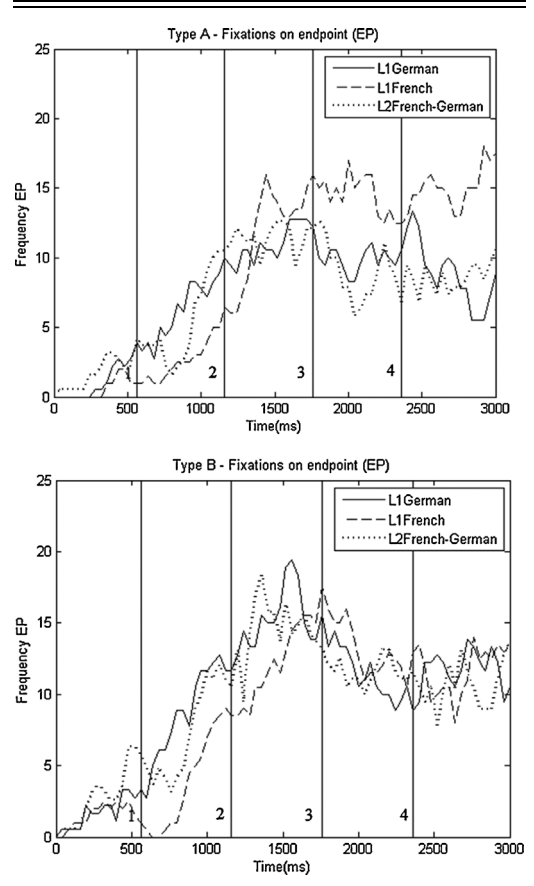 Type A - Fixations on endpoint (EP)
25
20
15
10
5
0
Frequency EP
L1German
L1French
L2French-German
1
2
3
4
0
500
1000
1500
2000
2500
3000
Time(ms)
Type B - Fixations on endpoint (EP)
25
20
15
10
5
0
Frequency EP
L1German
L1French
L2French-German
1
2
3
4
0
500
1000
1500
2000
2500
3000
Time(ms)